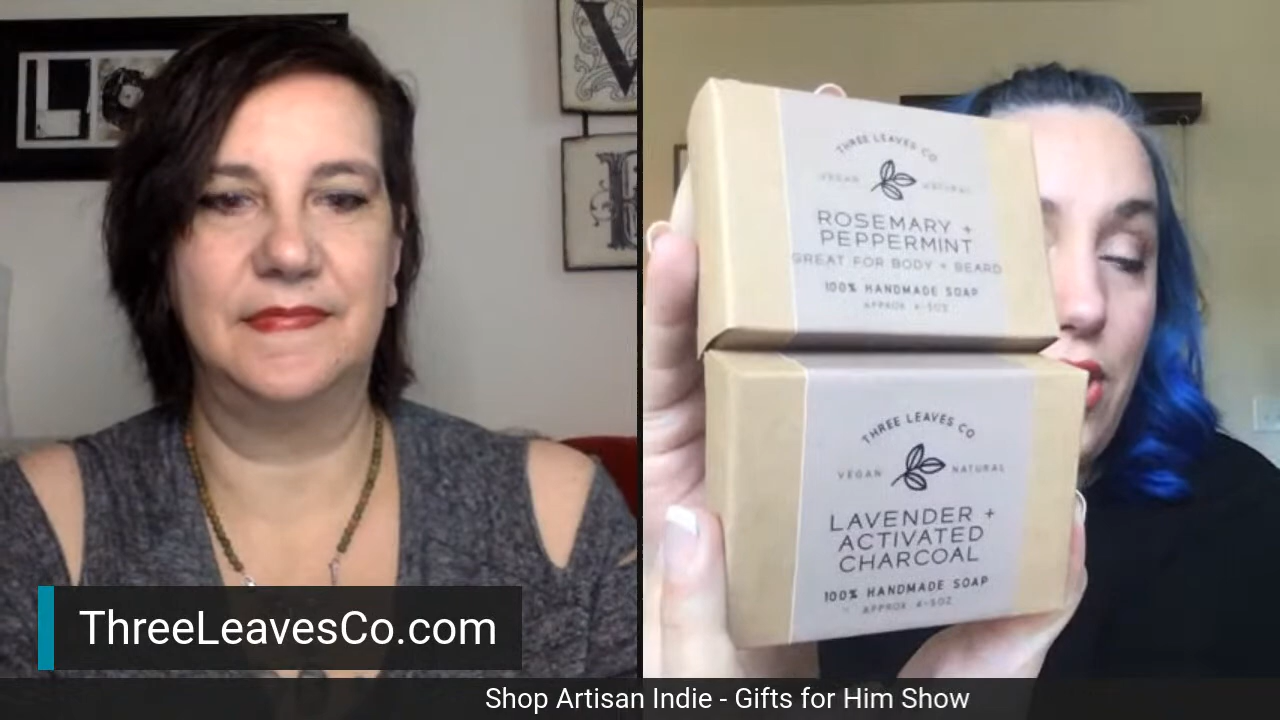 THREE LEAVES CO
VEGAN NATURAL
ROSEMARY +
PEPPERMINT
GREAT FOR BODY + BEARD
100% HANDMADE SOAP
APPROX 4-5OZ
THREE LEAVES CO
VEGAN NATURAL
LAVENDER +
ACTIVATED
CHARCOAL
100% HANDMADE SOAP
APPROX 4-5OZ
ThreeLeavesCo.com
Shop Artisan Indie - Gifts for Him Show